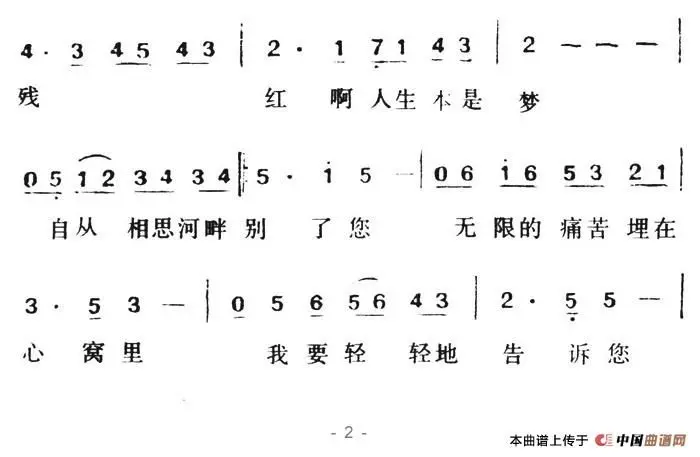 4 · 3 4 5 4 3 | 2 · 1 7 1 4 3 | 2 — — — |
残 红 啊 人生 本是 梦
0 5 1 2 3 4 3 4 5 · 1 5 — | 0 6 1 6 5 3 2 1 |
自从 相思河畔 别 了 您 无 限的 痛苦 埋在
3 · 5 3 — | 0 5 6 5 6 4 3 | 2 · 5 5 — |
心 窝 里 我 要 轻 轻地 告 诉 您
- 2 -
本曲谱上传于 中国曲谱网